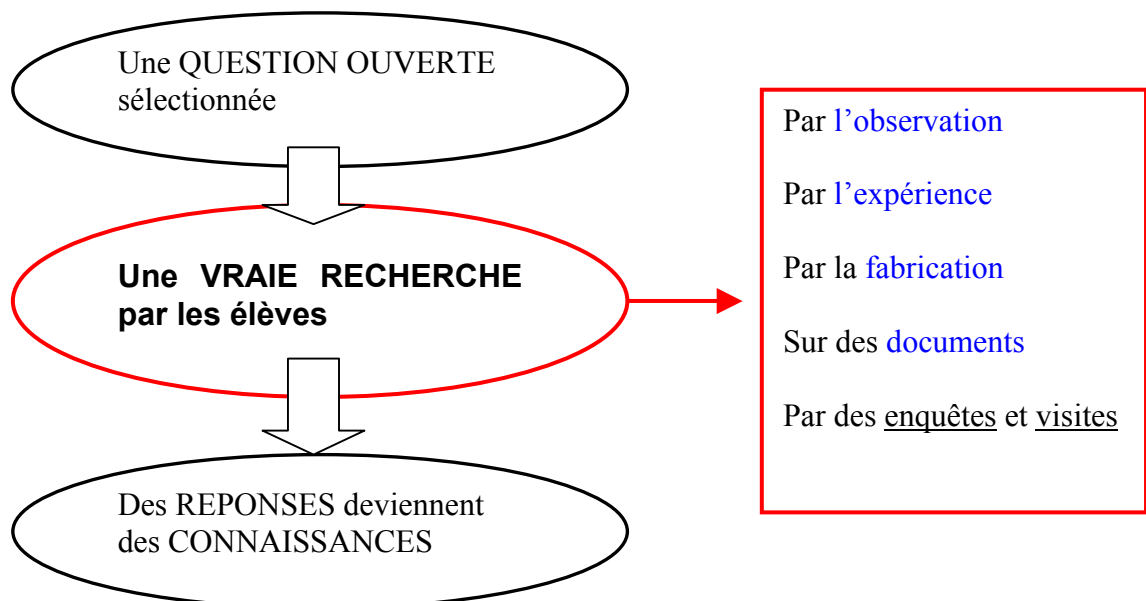 Une QUESTION OUVERTE
sélectionnée
Une VRAIE RECHERCHE
par les élèves
Des REPONSES deviennent
des CONNAISSANCES
Par l’observation
Par l’expérience
Par la fabrication
Sur des documents
Par des enquêtes et visites